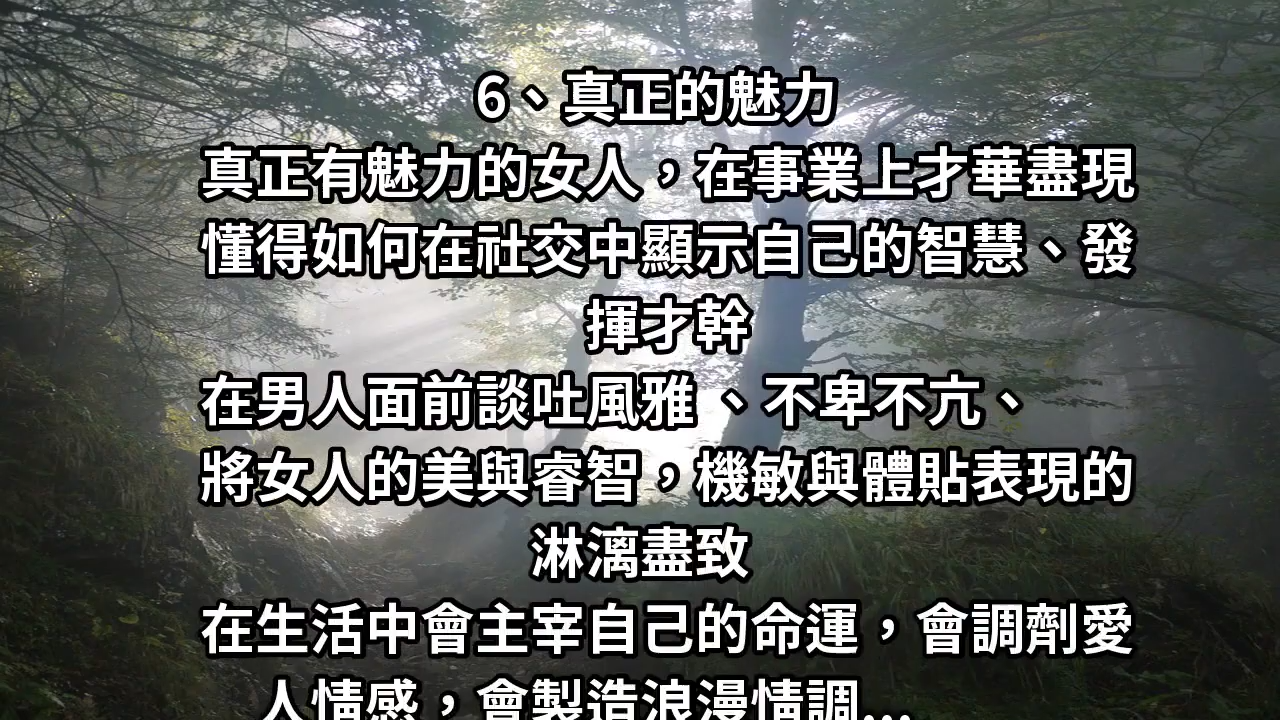 6、真正的魅力
真正有魅力的女人，在事業上才華盡現
懂得如何在社交中顯示自己的智慧、發
揮才幹
在男人面前談吐風雅 、不卑不亢、
將女人的美與睿智，機敏與體貼表現的
淋漓盡致
在生活中會主宰自己的命運，會調劑愛
人情感，會製造浪漫情調...